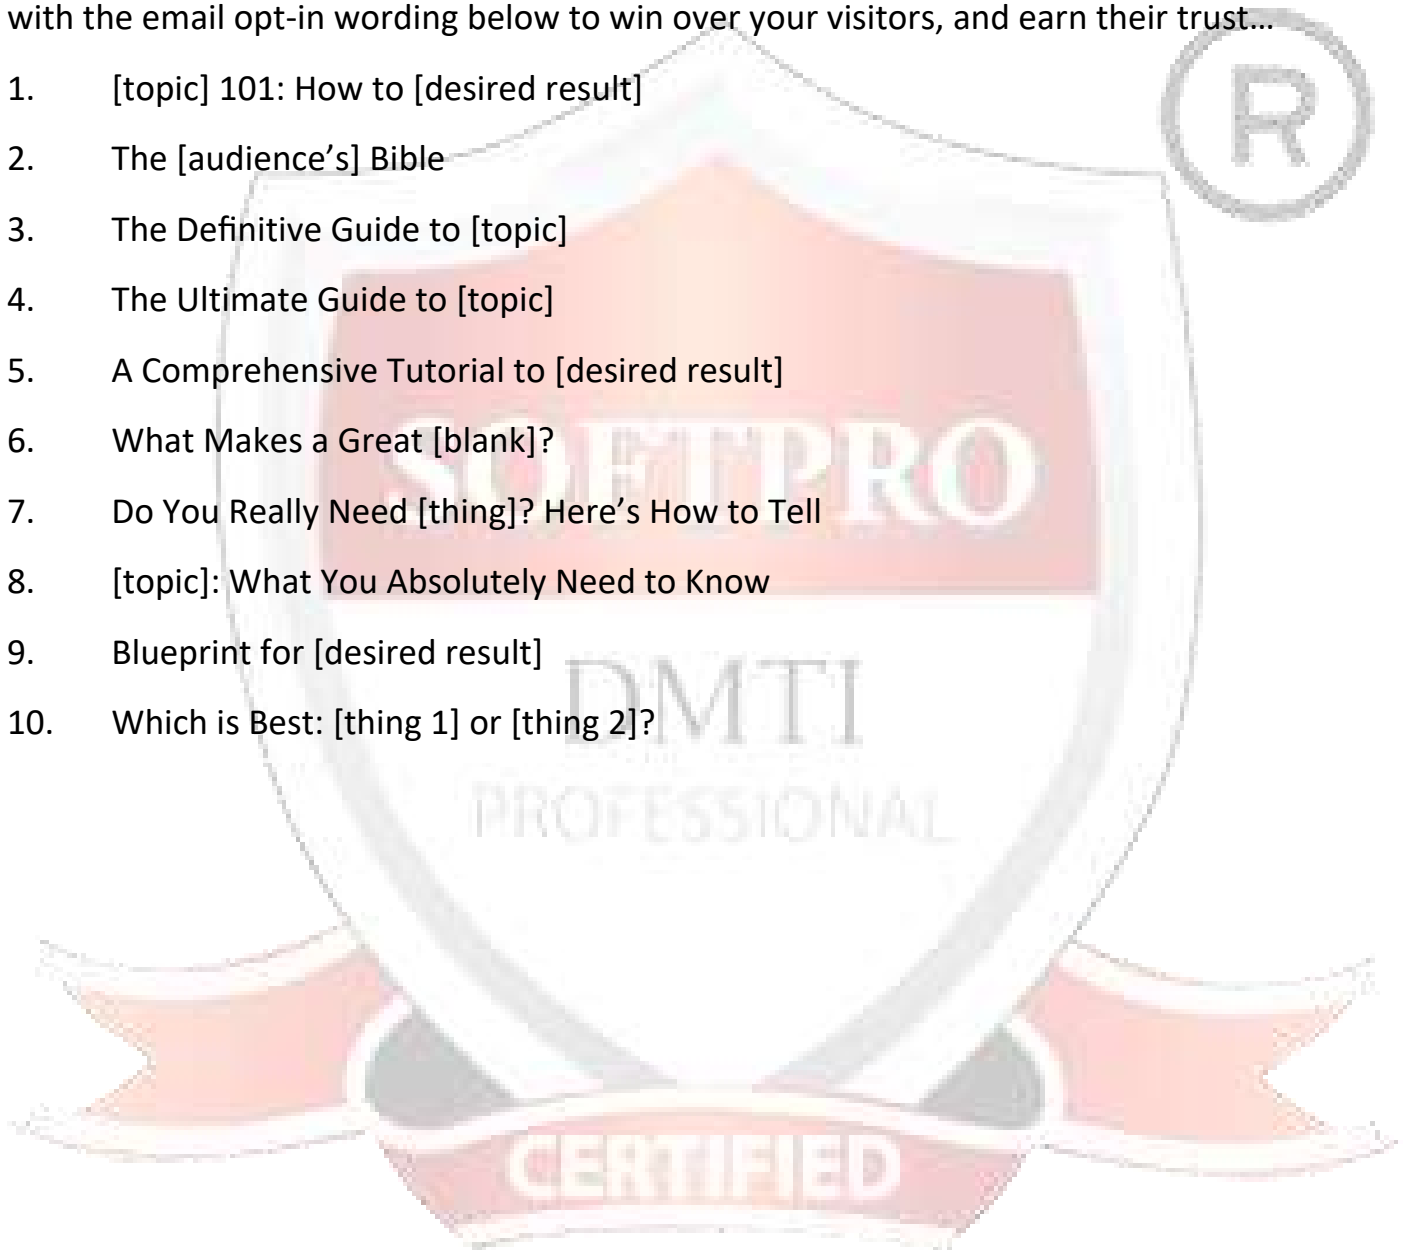 with the email opt-in wording below to win over your visitors, and earn their trust…
1. [topic] 101: How to [desired result]
2. The [audience’s] Bible
3. The Definitive Guide to [topic]
4. The Ultimate Guide to [topic]
5. A Comprehensive Tutorial to [desired result]
6. What Makes a Great [blank]?
7. Do You Really Need [thing]? Here’s How to Tell
8. [topic]: What You Absolutely Need to Know
9. Blueprint for [desired result]
10. Which is Best: [thing 1] or [thing 2]?
®
SOFTPRO
DMTI
PROFESSIONAL
CERTIFIED